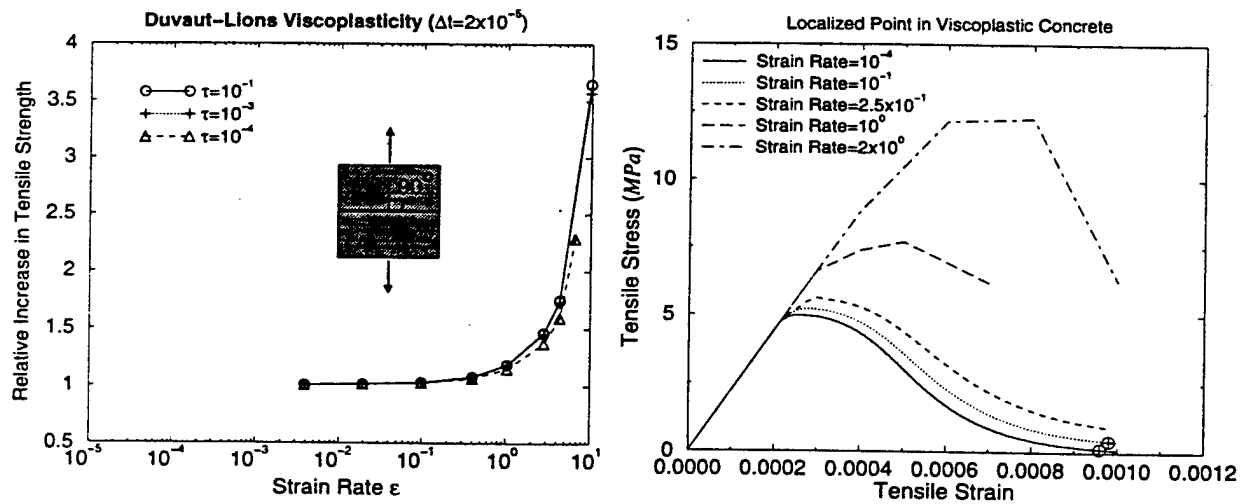 Duvaut-Lions Viscoplasticity (Δt=2x10⁻⁵)
Relative Increase in Tensile Strength
4
3.5
3
2.5
2
1.5
1
0.5
τ=10⁻¹
τ=10⁻³
τ=10⁻⁴
90°
10⁻⁵ 10⁻⁴ 10⁻³ 10⁻² 10⁻¹ 10⁰ 10¹
Strain Rate ε
Localized Point in Viscoplastic Concrete
Tensile Stress (MPa)
15
10
5
0
Strain Rate=10⁻⁴
Strain Rate=10⁻¹
Strain Rate=2.5x10⁻¹
Strain Rate=10⁰
Strain Rate=2x10⁰
0.0000 0.0002 0.0004 0.0006 0.0008 0.0010 0.0012
Tensile Strain